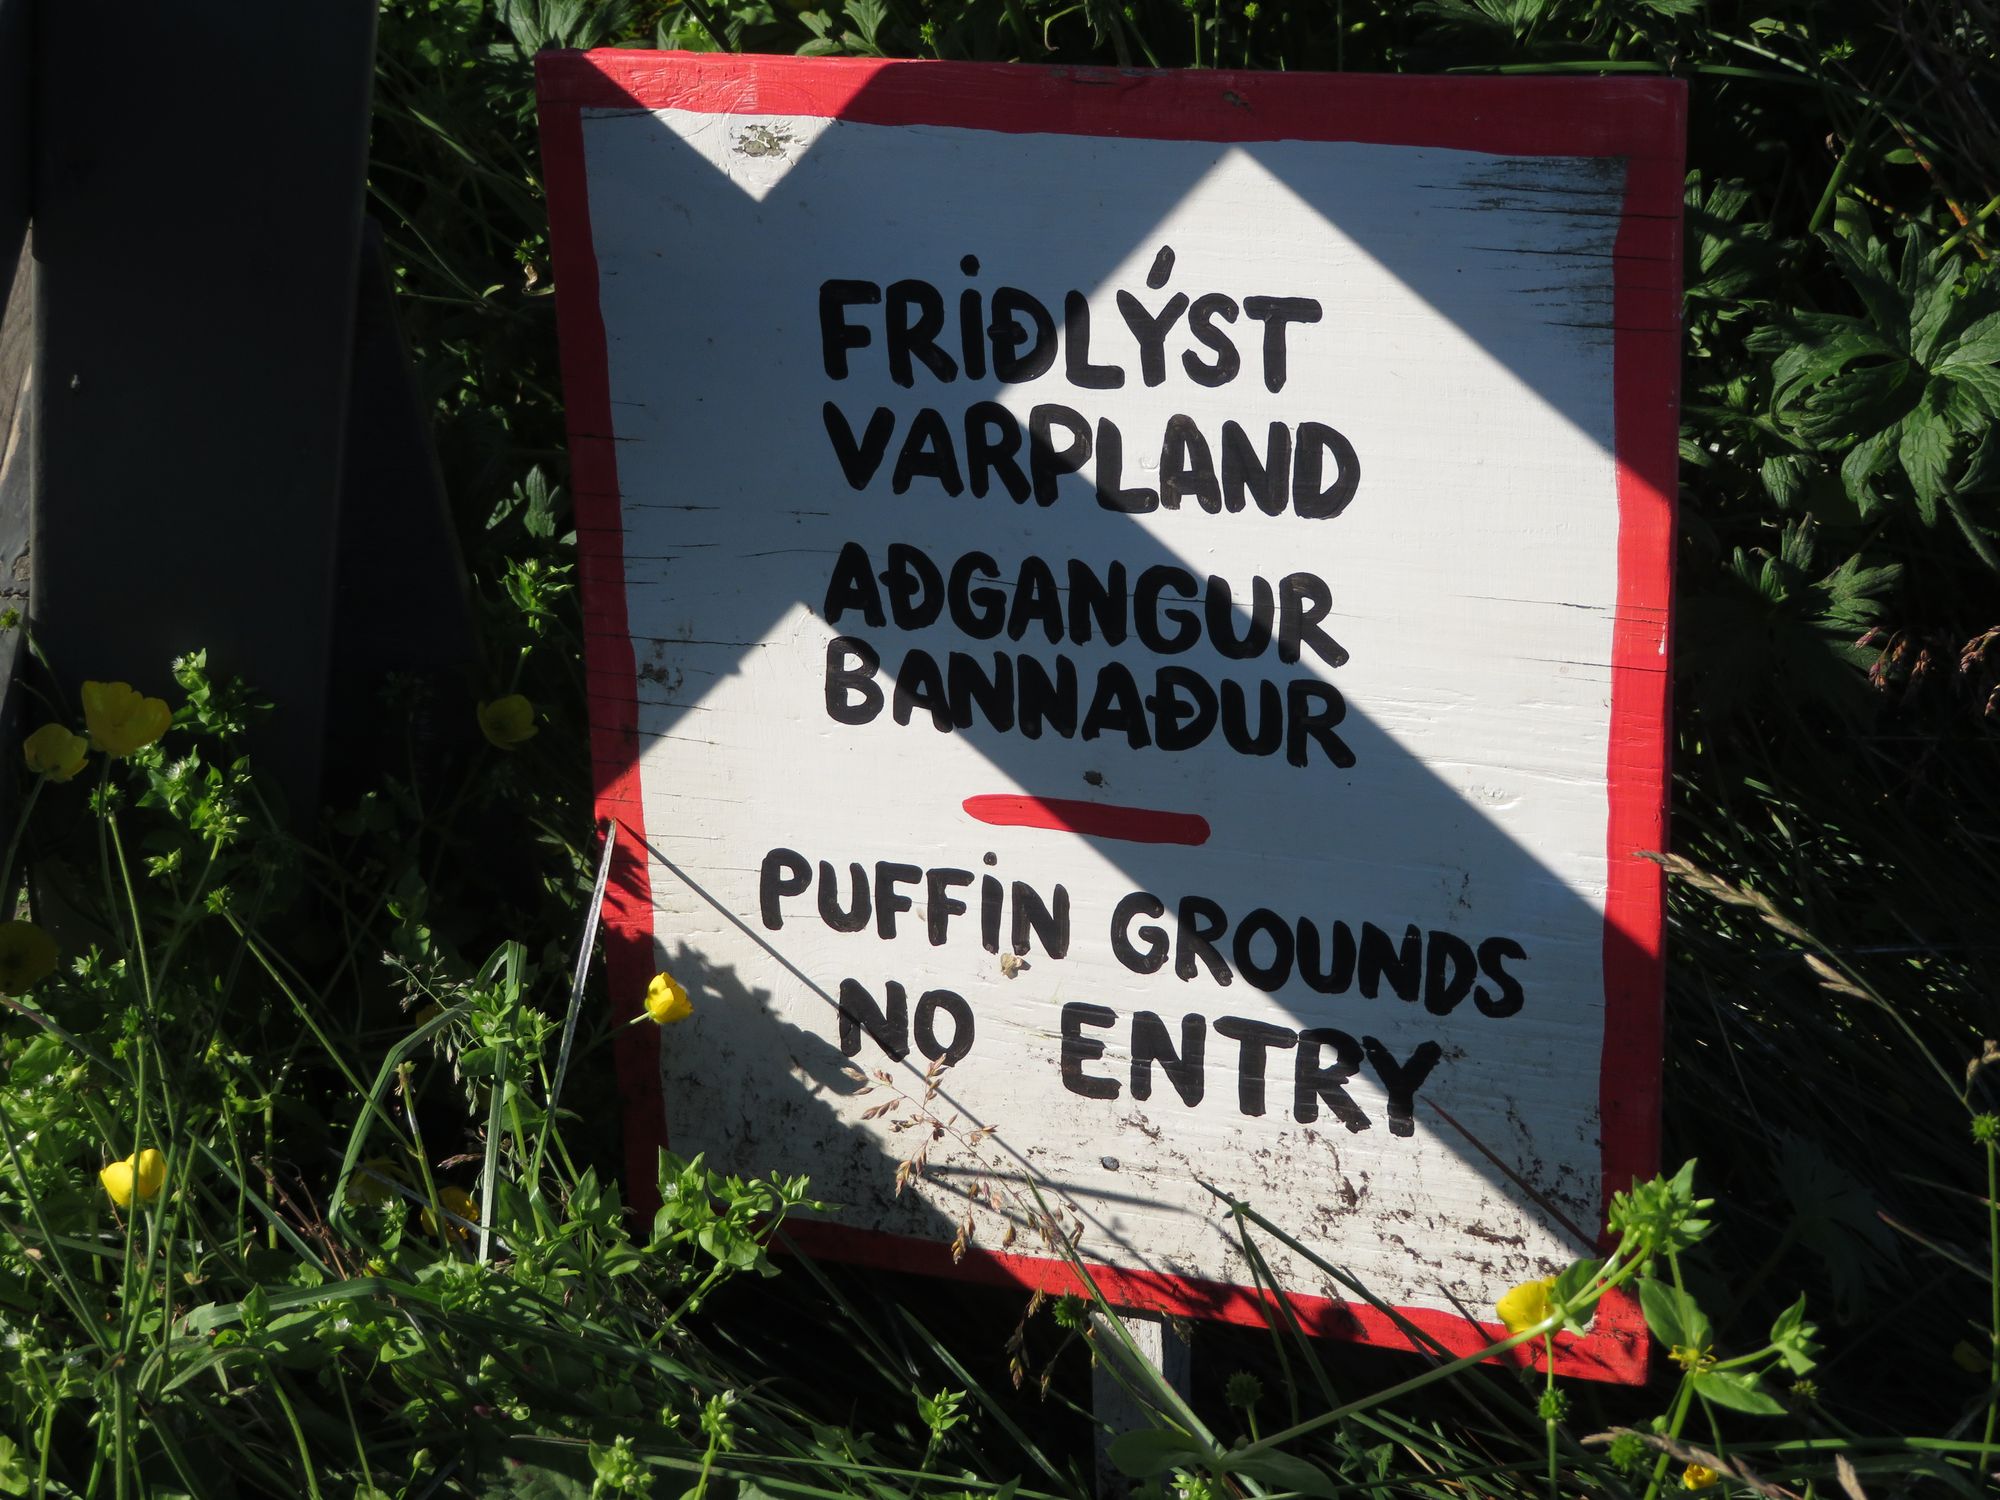 FRIÐLÝST
VARPLAND
AÐGANGUR
BANNAÐUR
PUFFIN GROUNDS
NO ENTRY